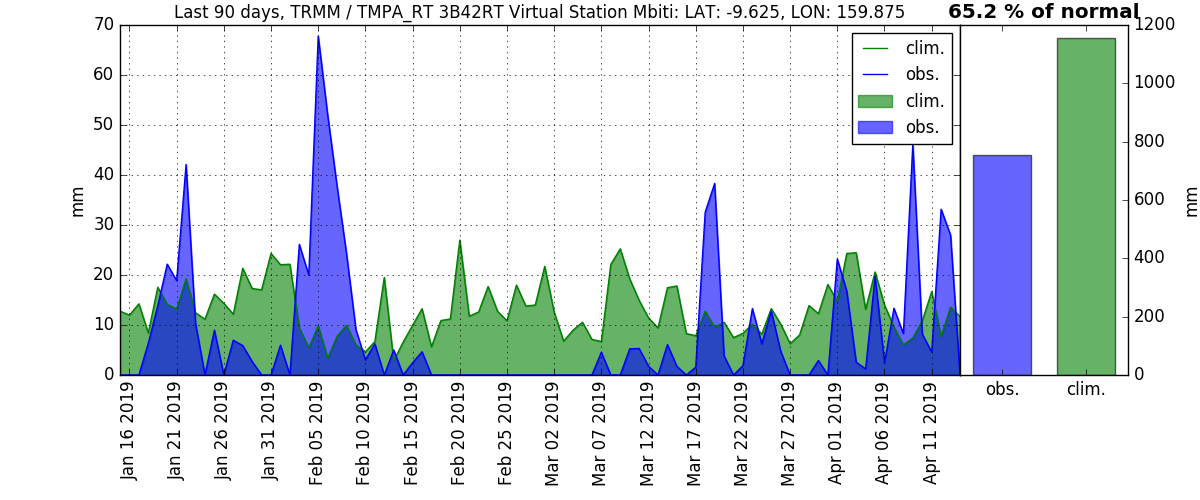 Last 90 days, TRMM / TMPA_RT 3B42RT Virtual Station Mbiti: LAT: -9.625, LON: 159.875
65.2 % of normal
70
60
50
40
30
20
10
0
mm
clim.
obs.
clim.
obs.
Jan 16 2019
Jan 21 2019
Jan 26 2019
Jan 31 2019
Feb 05 2019
Feb 10 2019
Feb 15 2019
Feb 20 2019
Feb 25 2019
Mar 02 2019
Mar 07 2019
Mar 12 2019
Mar 17 2019
Mar 22 2019
Mar 27 2019
Apr 01 2019
Apr 06 2019
Apr 11 2019
1200
1000
800
600
400
200
0
mm
obs.
clim.